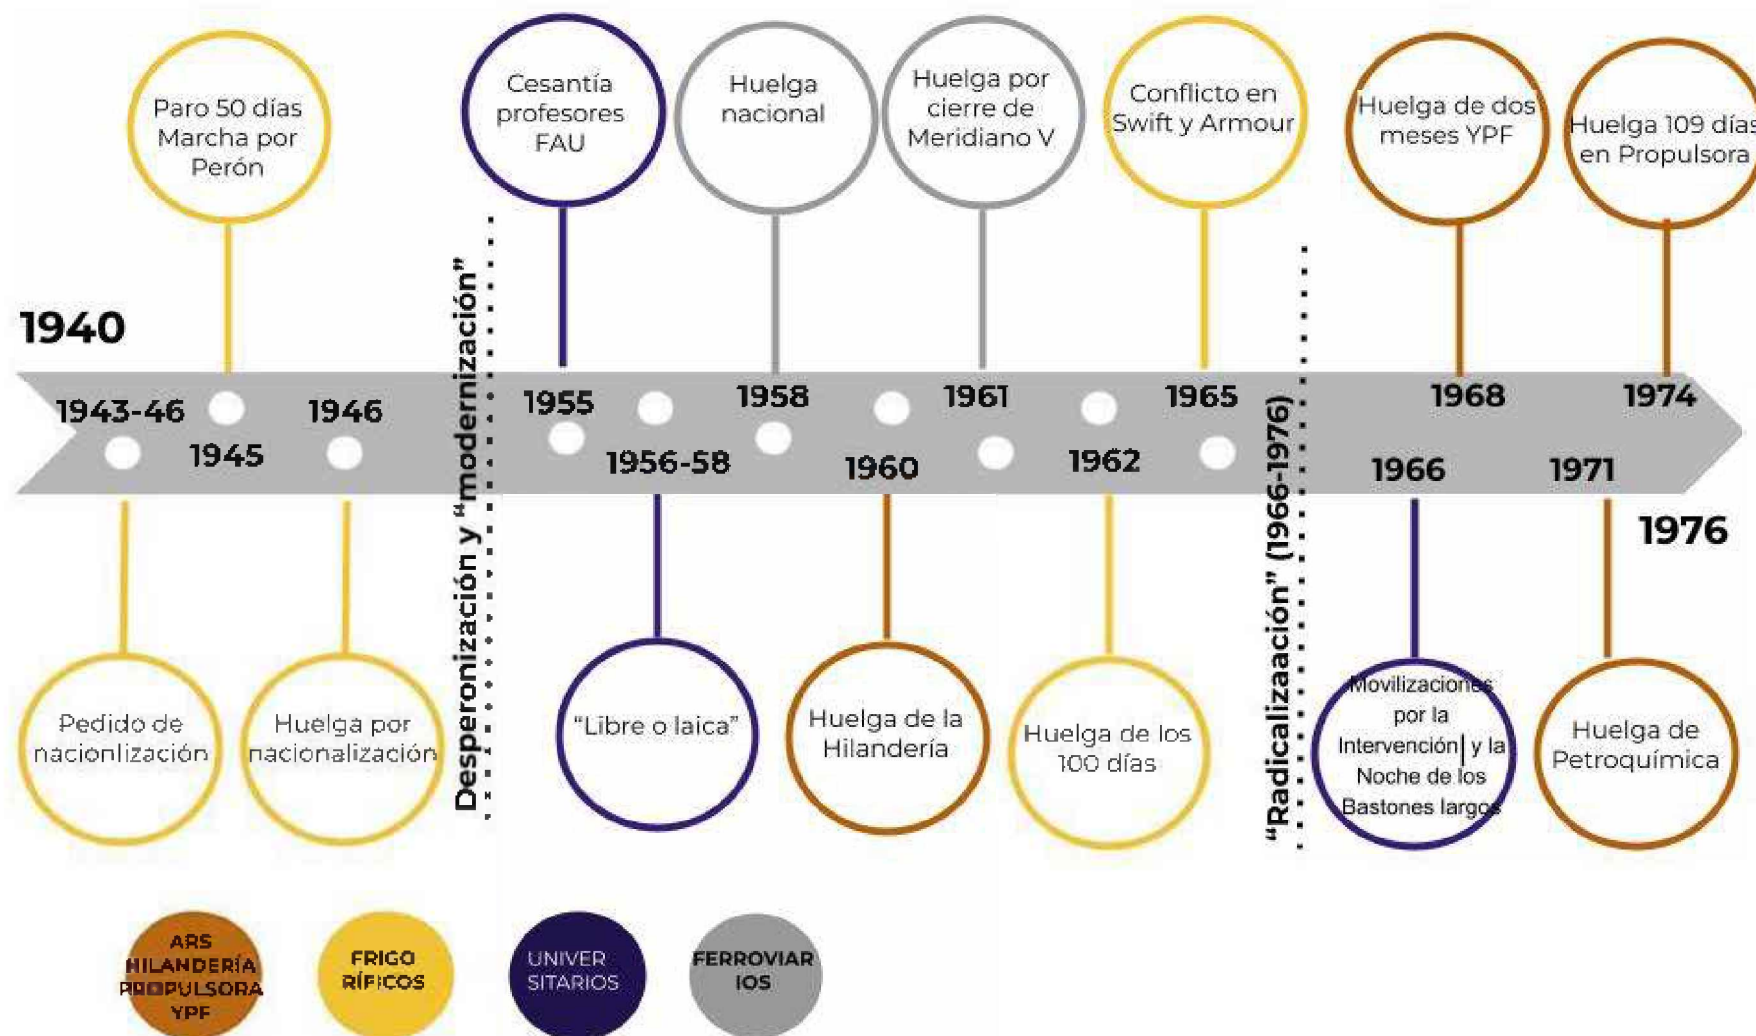 Paro 50 días
Marcha por
Perón
Cesantía
profesores
FAU
Huelga
nacional
Huelga por
cierre de
Meridiano V
Conflicto en
Swift y Armour
Huelga de dos
meses YPF
Huelga 109 días
en Propulsora
1940
1943-46
1945
1946
Desperonización y “modernización”
1955
1956-58
1958
1960
1961
1962
1965
“Radicalizaación” (1966-1976)
1966
1968
1971
1974
1976
Pedido de
nacionlización
Huelga por
nacionalización
“Libre o laica”
Huelga de la
Hilandería
Huelga de los
100 días
Movilizaciones
por la
Intervención y la
Noche de los
Bastones largos
Huelga de
Petroquímica
ARS
HILANDERÍA
PROPULSORA
YPF
FRIGO
RÍFICOS
UNIVER
SITARIOS
FERROVIAR
IOS